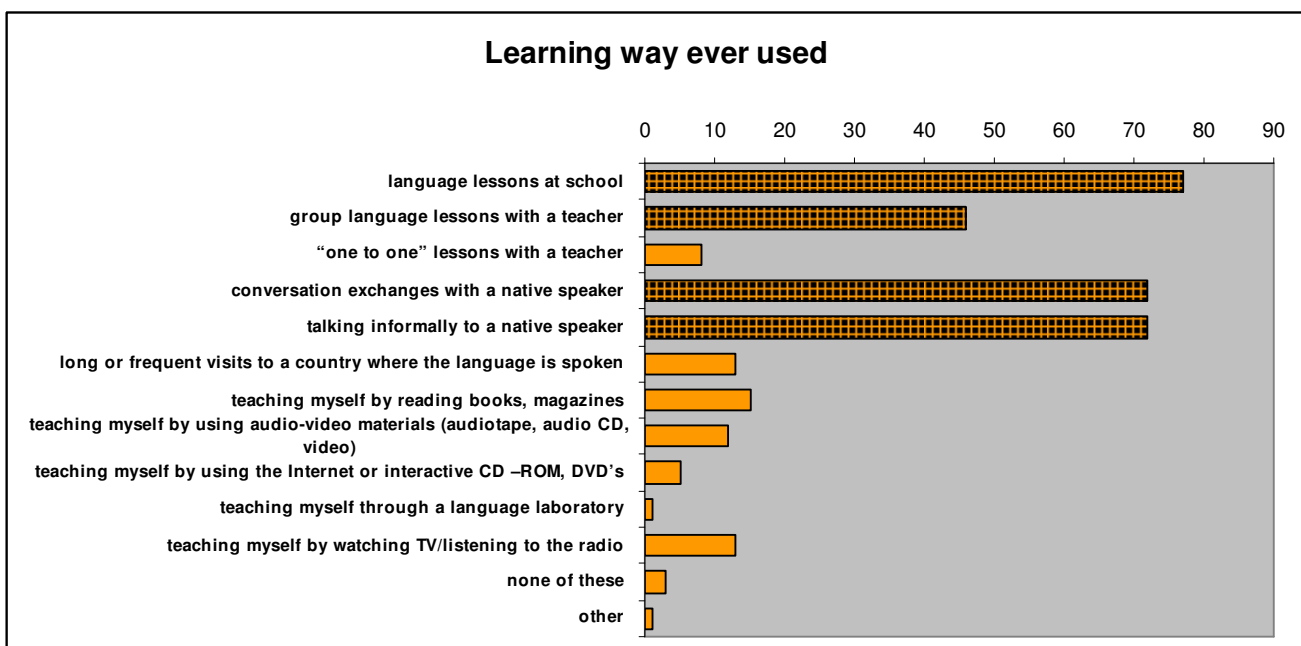 Learning way ever used
0 10 20 30 40 50 60 70 80 90
language lessons at school
group language lessons with a teacher
“one to one” lessons with a teacher
conversation exchanges with a native speaker
talking informally to a native speaker
long or frequent visits to a country where the language is spoken
teaching myself by reading books, magazines
teaching myself by using audio-video materials (audiotape, audio CD,
video)
teaching myself by using the Internet or interactive CD –ROM, DVD’s
teaching myself through a language laboratory
teaching myself by watching TV/listening to the radio
none of these
other